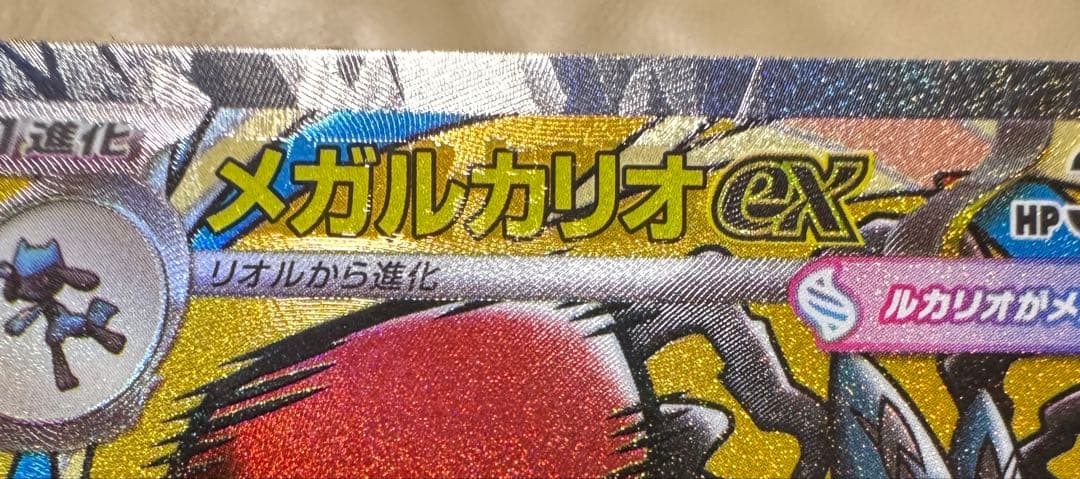 進化
メガルカリオex
HP
リオルから進化
ルカリオがメ